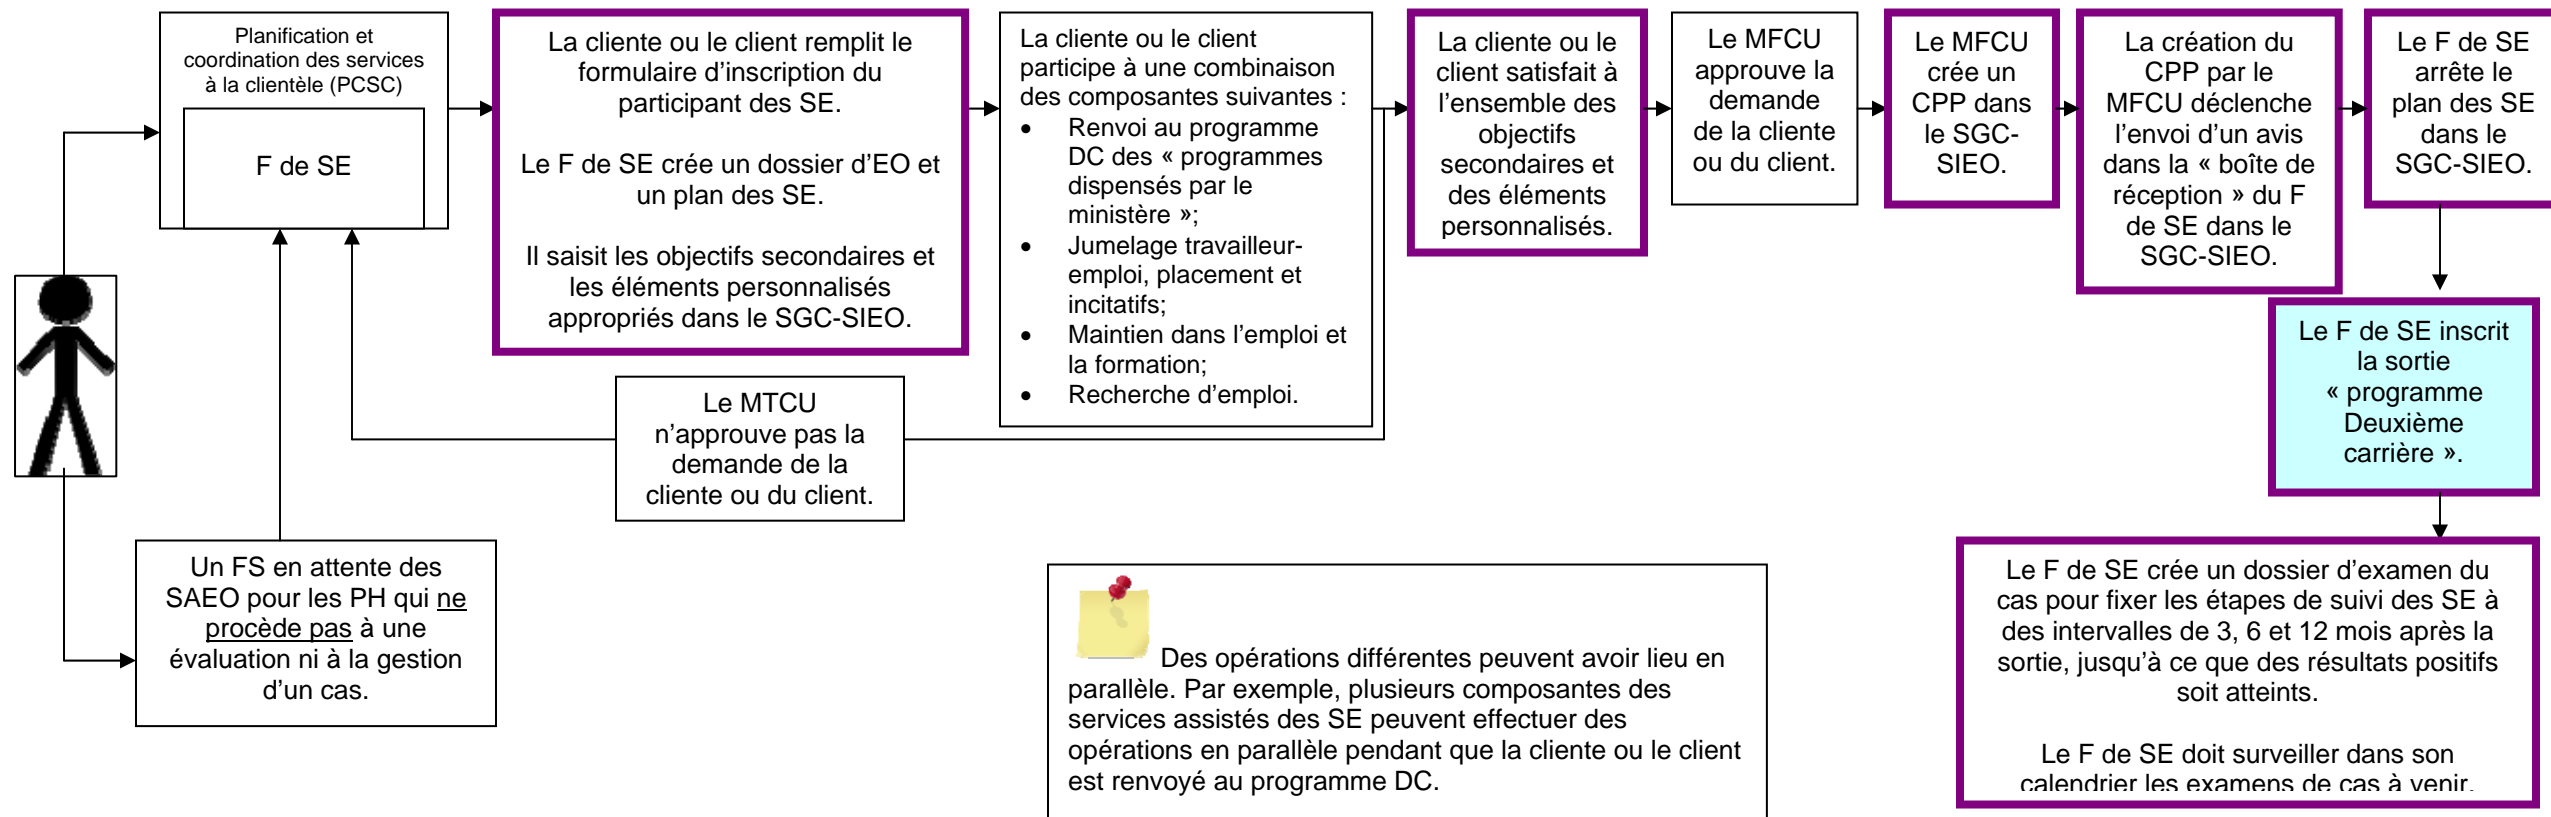 Planification et
coordination des services
à la clientèle (PCSC)
F de SE
La cliente ou le client remplit le
formulaire d'inscription du
participant des SE.
Le F de SE crée un dossier d'EO et
un plan des SE.
Il saisit les objectifs secondaires et
les éléments personnalisés
appropriés dans le SGC-SIEO.
La cliente ou le client
participe à une combinaison
des composantes suivantes :
• Renvoi au programme
DC des « programmes
dispensés par le
ministère »;
• Jumelage travailleur-
emploi, placement et
incitatifs;
• Maintien dans l'emploi et
la formation;
• Recherche d'emploi.
La cliente ou le
client satisfait à
l'ensemble des
objectifs
secondaires et
des éléments
personnalisés.
Le MFCU
approuve la
demande
de la cliente
ou du client.
Le MFCU
crée un
CPP dans
le SGC-
SIEO.
La création du
CPP par le
MFCU déclenche
l'envoi d'un avis
dans la « boîte de
réception » du F
de SE dans le
SGC-SIEO.
Le F de SE
arrête le
plan des SE
dans le
SGC-SIEO.
Le F de SE inscrit
la sortie
« programme
Deuxième
carrière ».
Le MTCU
n'approuve pas la
demande de la
cliente ou du client.
Un FS en attente des
SAEO pour les PH qui ne
procède pas à une
évaluation ni à la gestion
d'un cas.
Des opérations différentes peuvent avoir lieu en
parallèle. Par exemple, plusieurs composantes des
services assistés des SE peuvent effectuer des
opérations en parallèle pendant que la cliente ou le client
est renvoyé au programme DC.
Le F de SE crée un dossier d'examen du
cas pour fixer les étapes de suivi des SE à
des intervalles de 3, 6 et 12 mois après la
sortie, jusqu'à ce que des résultats positifs
soit atteints.
Le F de SE doit surveiller dans son
calendrier les examens de cas à venir.